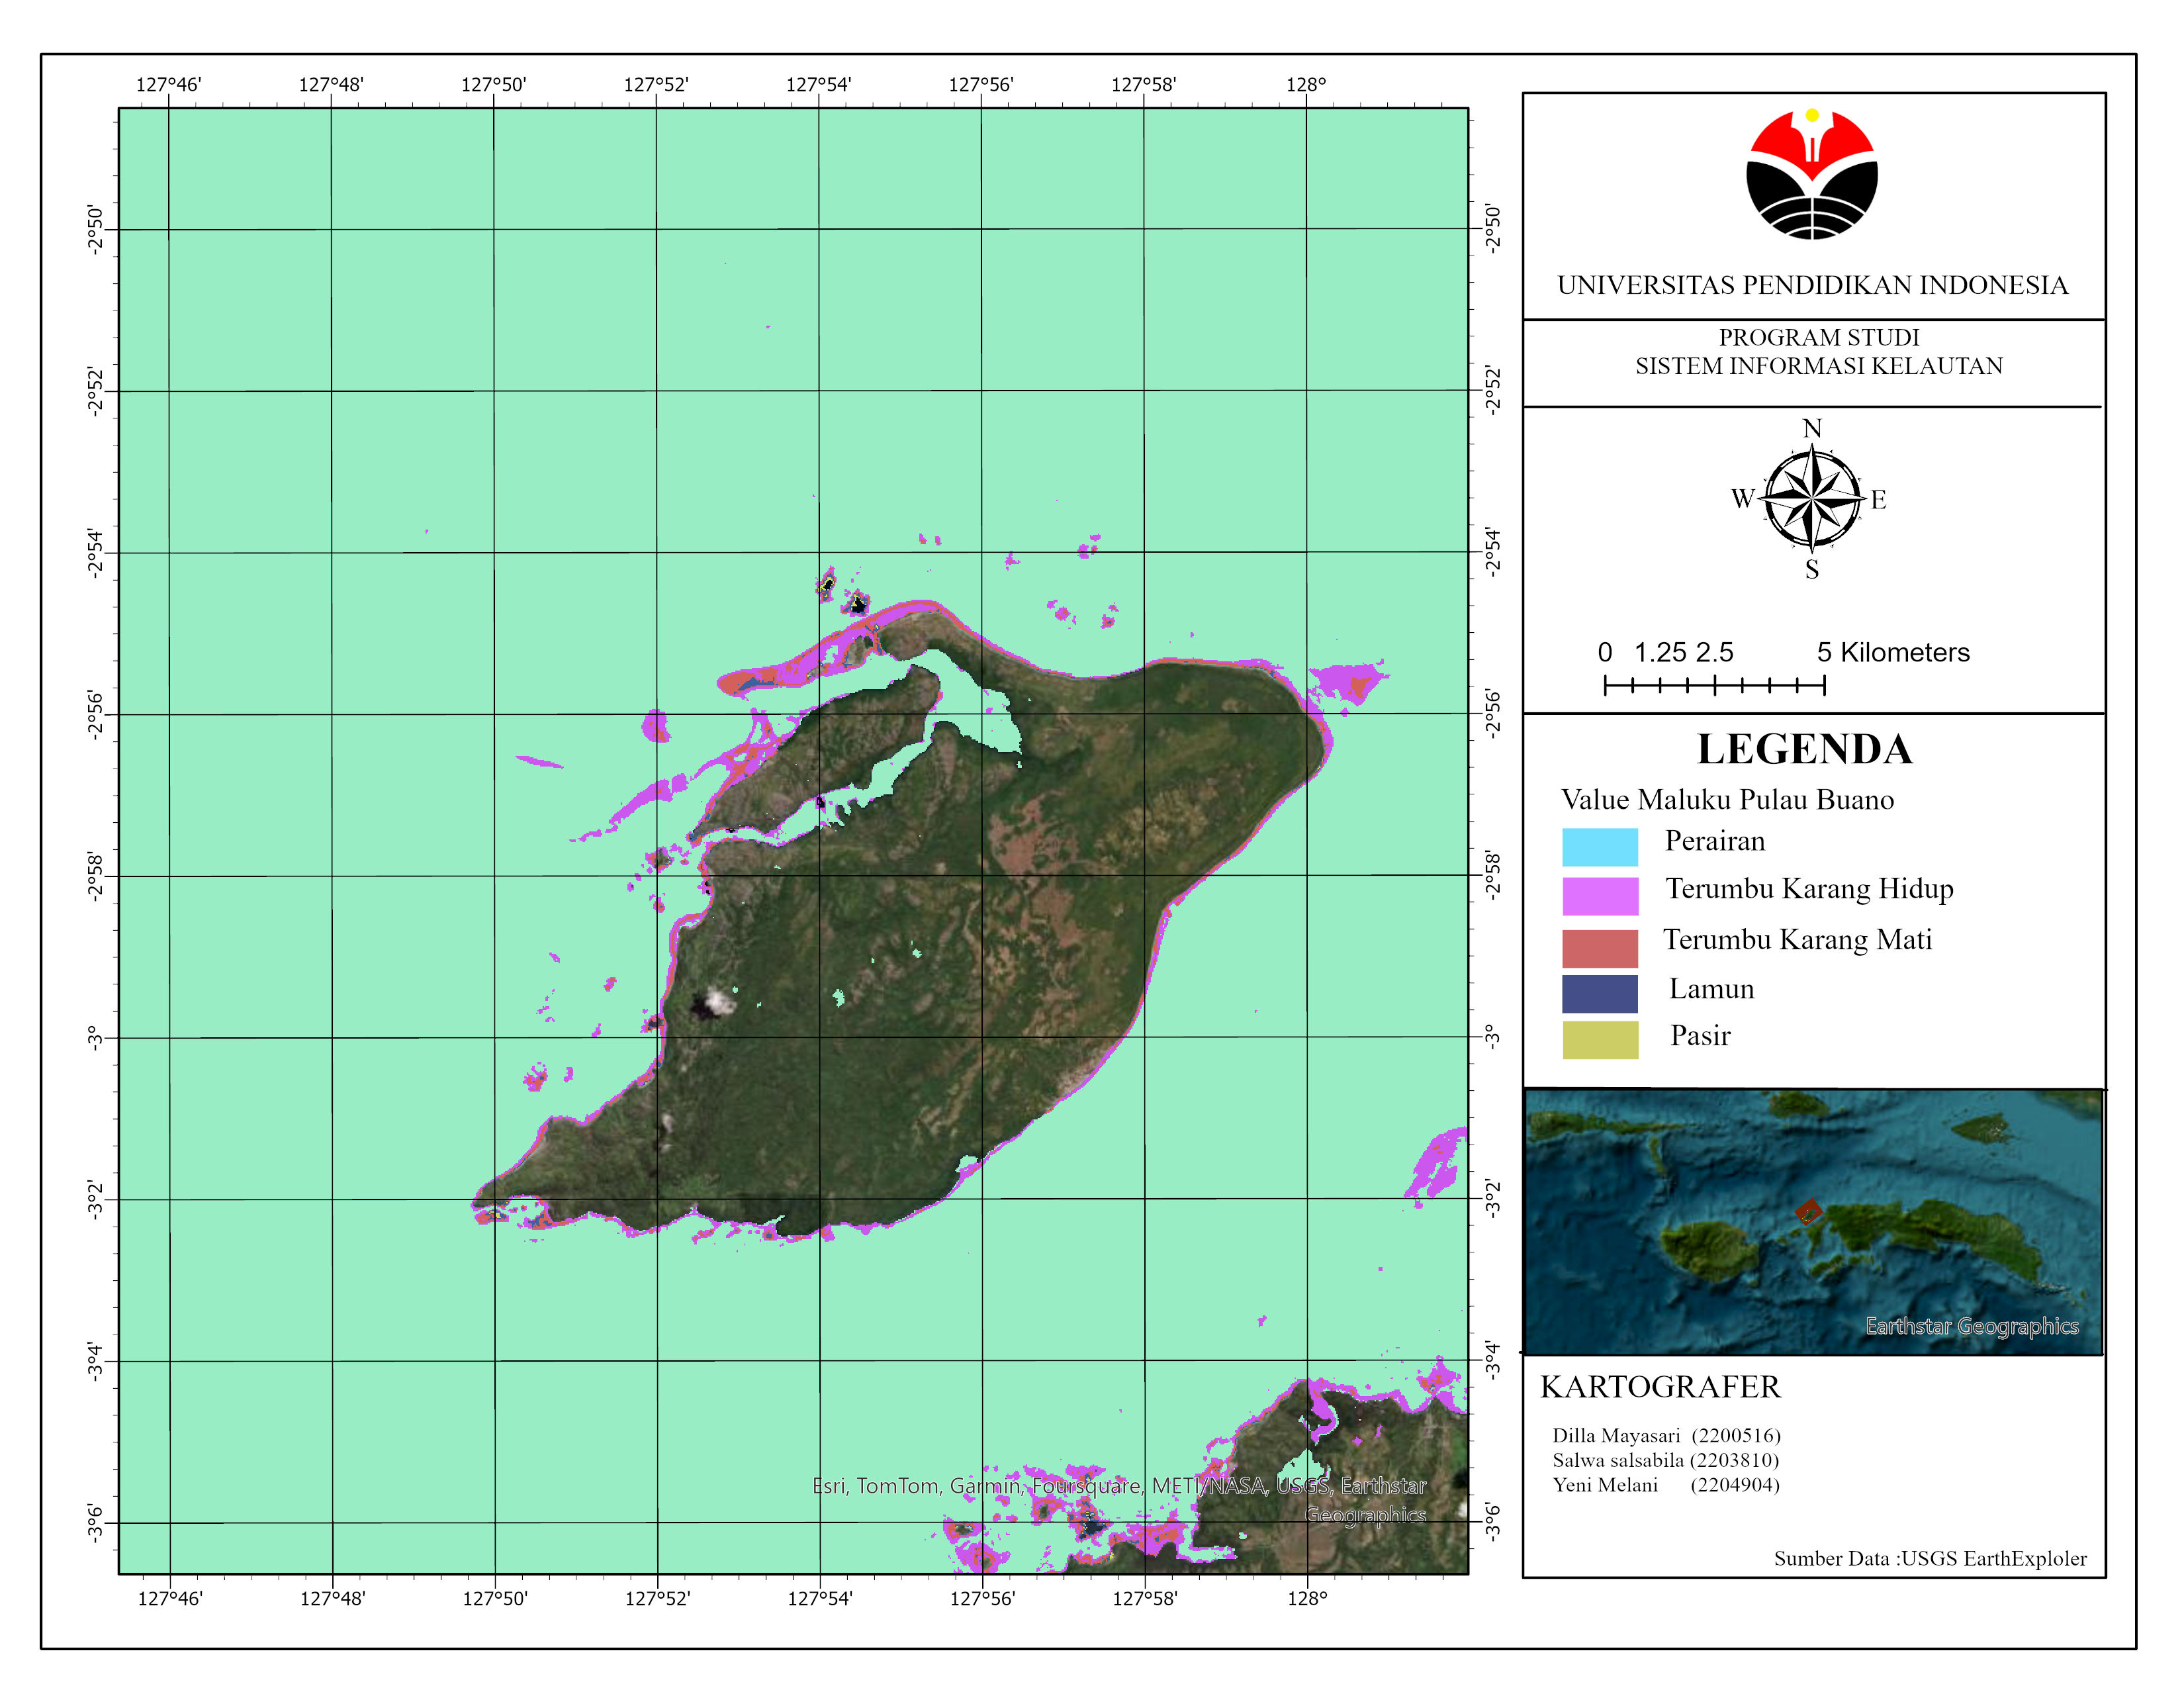 127°46' 127°48' 127°50' 127°52' 127°54' 127°56' 127°58' 128°
-2°50' -2°50'
-2°52' -2°52'
-2°54' -2°54'
-2°56' -2°56'
-2°58' -2°58'
-3° -3°
-3°2' -3°2'
-3°4' -3°4'
-3°6' -3°6'
Esri, TomTom, Garmin, Foursquare, METI/NASA, USGS, Earthstar
Geographics
127°46' 127°48' 127°50' 127°52' 127°54' 127°56' 127°58' 128°
UNIVERSITAS PENDIDIKAN INDONESIA
PROGRAM STUDI
SISTEM INFORMASI KELAUTAN
N
W E
S
0 1.25 2.5 5 Kilometers
LEGENDA
Value Maluku Pulau Buano
Perairan
Terumbu Karang Hidup
Terumbu Karang Mati
Lamun
Pasir
Earthstar Geographics
KARTOGRAFER
Dilla Mayasari (2200516)
Salwa salsabila (2203810)
Yeni Melani (2204904)
Sumber Data :USGS EarthExploler